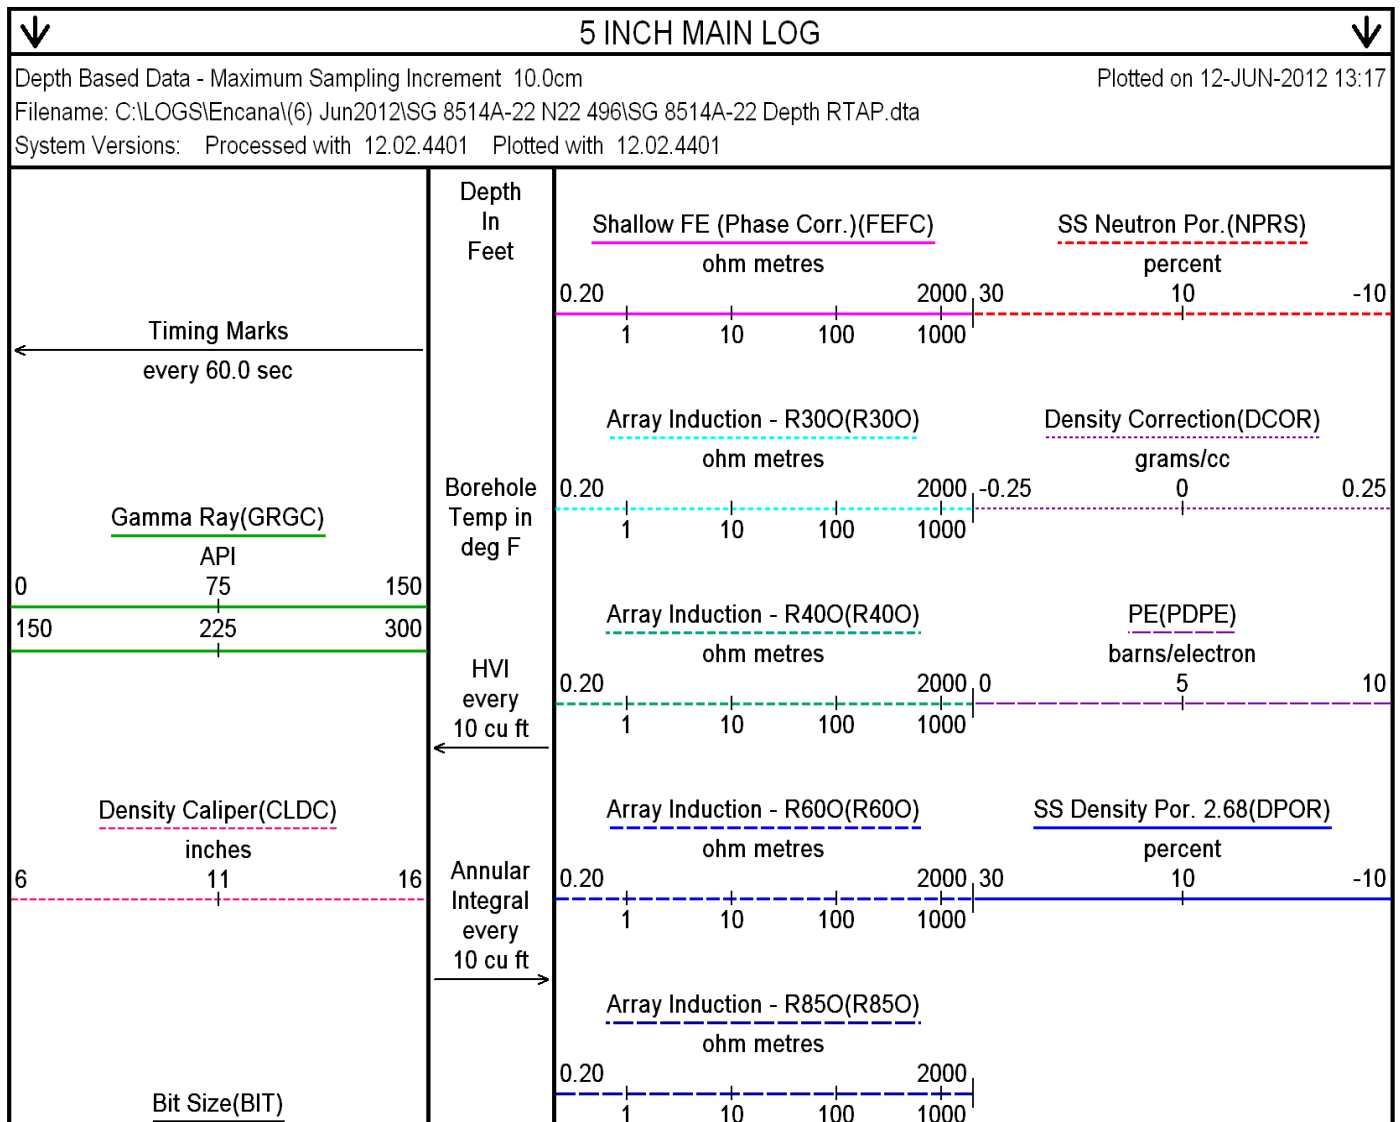 5 INCH MAIN LOG
Depth Based Data - Maximum Sampling Increment 10.0cm
Plotted on 12-JUN-2012 13:17
Filename: C:\LOGS\Encana\(6) Jun2012\SG 8514A-22 N22 496\SG 8514A-22 Depth RTAP.dta
System Versions: Processed with 12.02.4401 Plotted with 12.02.4401
Timing Marks
every 60.0 sec
Gamma Ray(GRGC)
API
0 75 150
150 225 300
Density Caliper(CLDC)
inches
6 11 16
Bit Size(BIT)
Depth
In
Feet
Borehole
Temp in
deg F
HVI
every
10 cu ft
Annular
Integral
every
10 cu ft
Shallow FE (Phase Corr.)(FEFC)
ohm metres
0.20 2000
1 10 100 1000
Array Induction - R30O(R30O)
ohm metres
0.20 2000
1 10 100 1000
Array Induction - R40O(R40O)
ohm metres
0.20 2000
1 10 100 1000
Array Induction - R60O(R60O)
ohm metres
0.20 2000
1 10 100 1000
Array Induction - R85O(R85O)
ohm metres
0.20 2000
1 10 100 1000
SS Neutron Por.(NPRS)
percent
30 10 -10
Density Correction(DCOR)
grams/cc
-0.25 0 0.25
PE(PDPE)
barns/electron
0 5 10
SS Density Por. 2.68(DPOR)
percent
30 10 -10